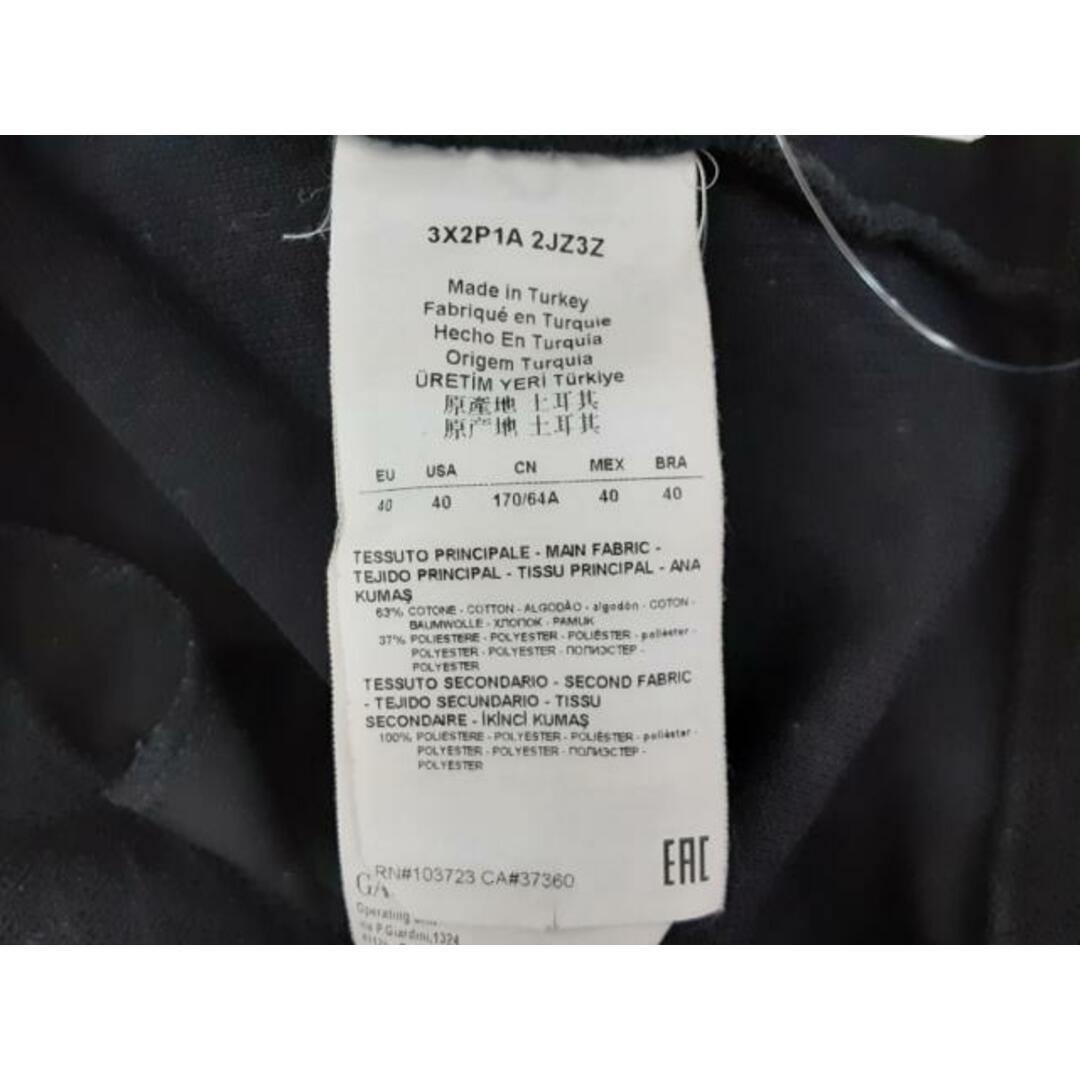 3X2P1A 2JZ3Z
Made in Turkey
Fabriqué en Turquie
Hecho En Turquia
Origem Turquia
ÜRETİM YERİ Türkiye
原產地 土耳其
原产地 土耳其
EU USA CN MEX BRA
40 40 170/64A 40 40
TESSUTO PRINCIPALE - MAIN FABRIC -
TEJIDO PRINCIPAL - TISSU PRINCIPAL - ANA
KUMAŞ
63% COTONE - COTTON - ALGODÃO - algodón - COTON -
BAUMWOLLE - ХЛОПОК - PAMUK
37% POLIESTERE - POLYESTER - POLIÉSTER - poliéster -
POLYESTER - POLYESTER - ПОЛИЭСТЕР -
POLYESTER
TESSUTO SECONDARIO - SECOND FABRIC
- TEJIDO SECUNDARIO - TISSU
SECONDAIRE - İKİNCİ KUMAŞ
100% POLIESTERE - POLYESTER - POLIÉSTER - poliéster -
POLYESTER - POLYESTER - ПОЛИЭСТЕР -
POLYESTER
EAC
RN#103723 CA#37360
GA
Operating
P.Giardini,1324